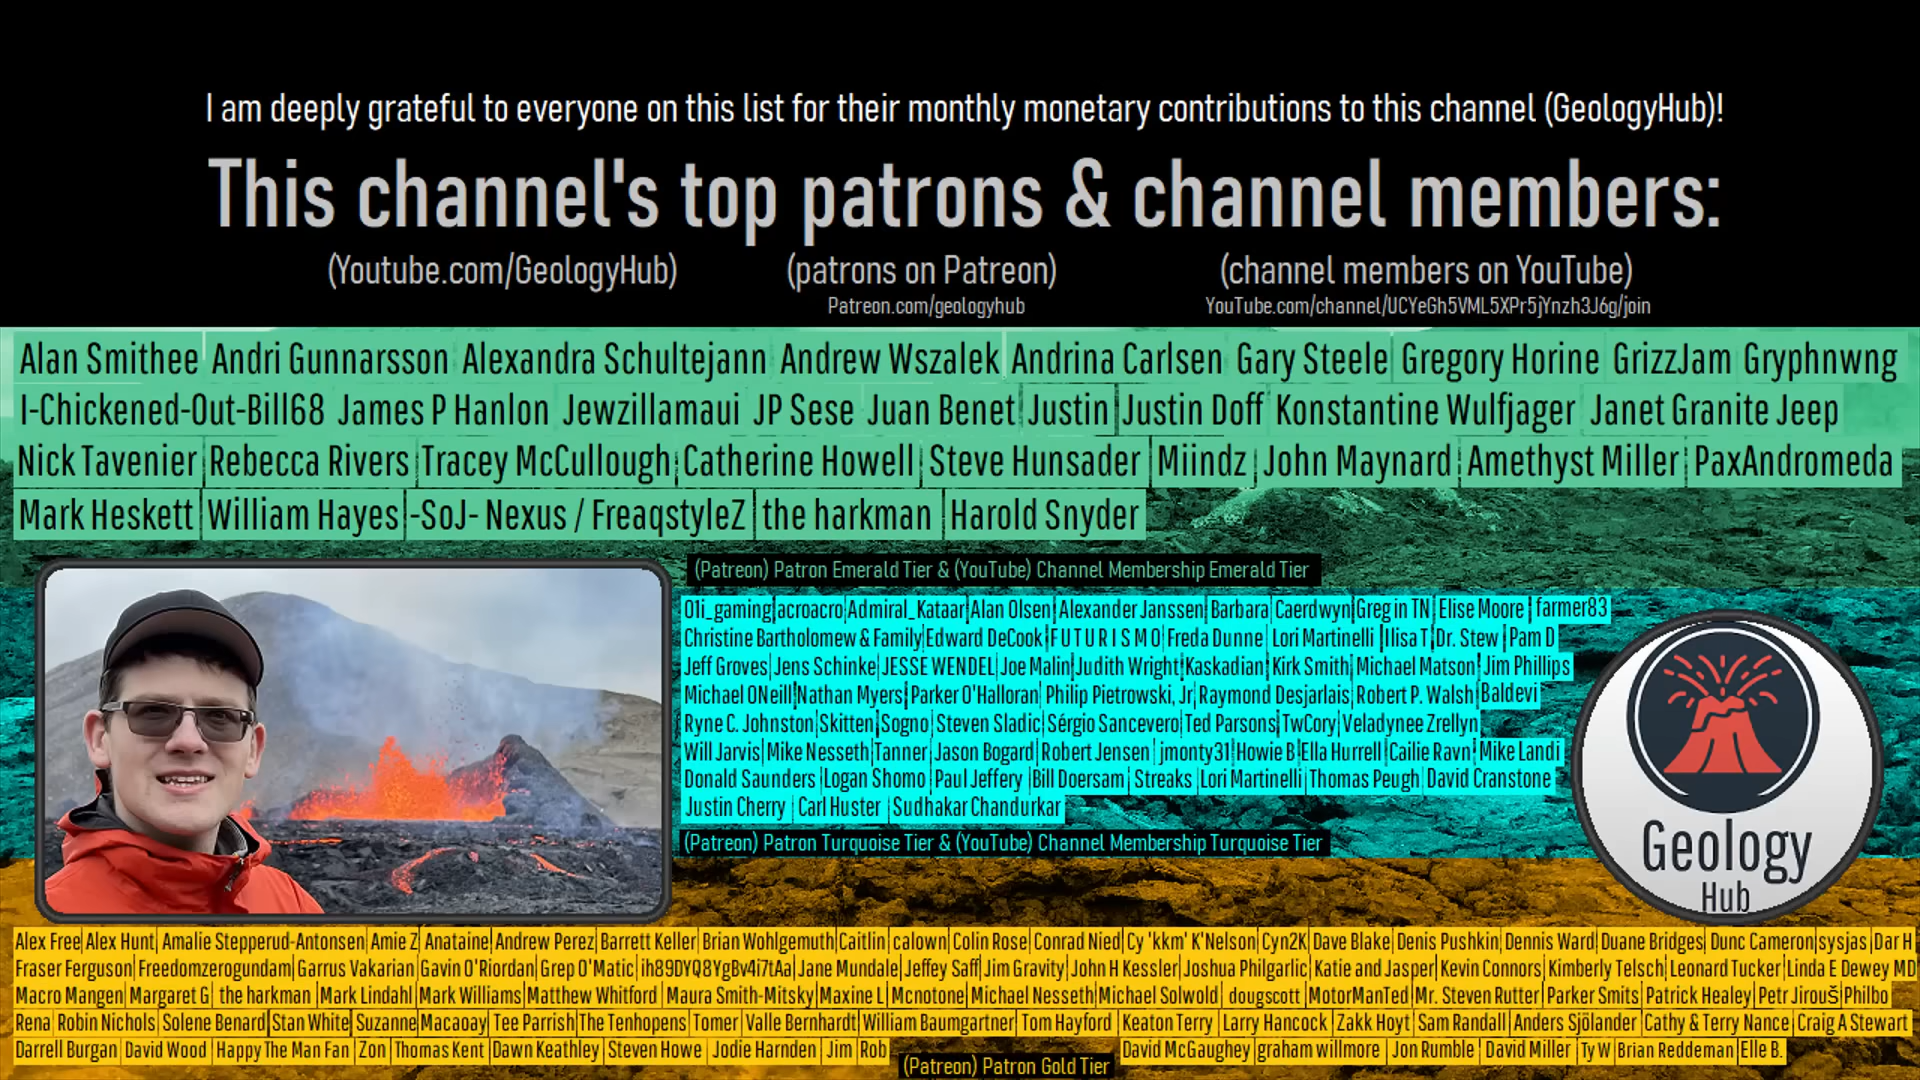 I am deeply grateful to everyone on this list for their monthly monetary contributions to this channel (GeologyHub)!
This channel's top patrons & channel members:
(Youtube.com/GeologyHub) (patrons on Patreon) (channel members on YouTube)
Patreon.com/geologyhub YouTube.com/channel/UCYeGh5VML5XPr5jYnzh3J6g/join
Alan Smithee Andri Gunnarsson Alexandra Schultejann Andrew Wszalek Andrina Carlsen Gary Steele Gregory Horine GrizzJam Gryphnwng
I-Chickened-Out-Bill68 James P Hanlon Jewzillamaui JP Sese Juan Benet Justin Justin Doff Konstantine Wulfjager Janet Granite Jeep
Nick Tavenier Rebecca Rivers Tracey McCullough Catherine Howell Steve Hunsader Miindz John Maynard Amethyst Miller PaxAndromeda
Mark Heskett William Hayes -SoJ- Nexus / FreaqstyleZ the harkman Harold Snyder
(Patreon) Patron Emerald Tier & (YouTube) Channel Membership Emerald Tier
01i_gaming acroacro Admiral_Kataar Alan Olsen Alexander Janssen Barbara Caerdwyn Greg in TN Elise Moore farmer83
Christine Bartholomew & Family Edward DeCook F U T U R I S M O Freda Dunne Lori Martinelli Ilisa T Dr. Stew Pam D
Jeff Groves Jens Schinke JESSE WENDEL Joe Malin Judith Wright Kaskadian Kirk Smith Michael Matson Jim Phillips
Michael ONeill Nathan Myers Parker O'Halloran Philip Pietrowski, Jr Raymond Desjarlais Robert P. Walsh Baldevi
Ryne C. Johnston Skitten Sogno Steven Sladic Sérgio Sancevero Ted Parsons TwCory Veladynee Zrellyn
Will Jarvis Mike Nesseth Tanner Jason Bogard Robert Jensen jmonty31 Howie B Ella Hurrell Cailie Ravn Mike Landi
Donald Saunders Logan Shomo Paul Jeffery Bill Doersam Streaks Lori Martinelli Thomas Peugh David Cranstone
Justin Cherry Carl Huster Sudhakar Chandurkar
(Patreon) Patron Turquoise Tier & (YouTube) Channel Membership Turquoise Tier
Geology
Hub
Alex Free Alex Hunt Amalie Stepperud-Antonsen Amie Z Anataine Andrew Perez Barrett Keller Brian Wohlgemuth Caitlin calown Colin Rose Conrad Nied Cy 'kkm' K'Nelson Cyn2K Dave Blake Denis Pushkin Dennis Ward Duane Bridges Dunc Cameron sysjas Dar H
Fraser Ferguson Freedomzerogundam Garrus Vakarian Gavin O'Riordan Grep O'Matic ih89DYQ8YgBv4i7tAa Jane Mundale Jeffey Saff Jim Gravity John H Kessler Joshua Philgarlic Katie and Jasper Kevin Connors Kimberly Telsch Leonard Tucker Linda E Dewey MD
Macro Mangen Margaret G the harkman Mark Lindahl Mark Williams Matthew Whitford Maura Smith-Mitsky Maxine L Mcnotone Michael Nesseth Michael Solwold dougscott MotorManTed Mr. Steven Rutter Parker Smits Patrick Healey Petr Jirouš Philbo
Rena Robin Nichols Solene Benard Stan White Suzanne Macaoay Tee Parrish The Tenhopens Tomer Valle Bernhardt William Baumgartner Tom Hayford Keaton Terry Larry Hancock Zakk Hoyt Sam Randall Anders Sjölander Cathy & Terry Nance Craig A Stewart
Darrell Burgan David Wood Happy The Man Fan Zon Thomas Kent Dawn Keathley Steven Howe Jodie Harnden Jim Rob David McGaughey graham willmore Jon Rumble David Miller Ty W Brian Reddeman Elle B.
(Patreon) Patron Gold Tier